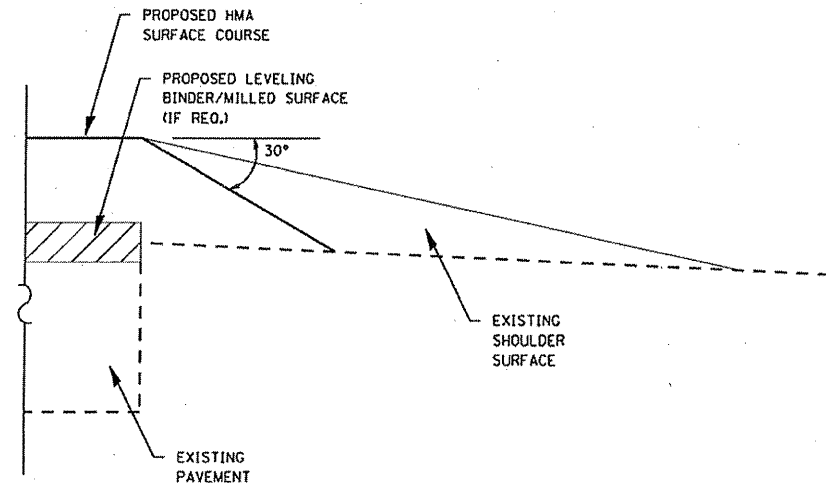 PROPOSED HMA
SURFACE COURSE
PROPOSED LEVELING
BINDER/MILLED SURFACE
(IF REQ.)
30°
EXISTING
SHOULDER
SURFACE
EXISTING
PAVEMENT